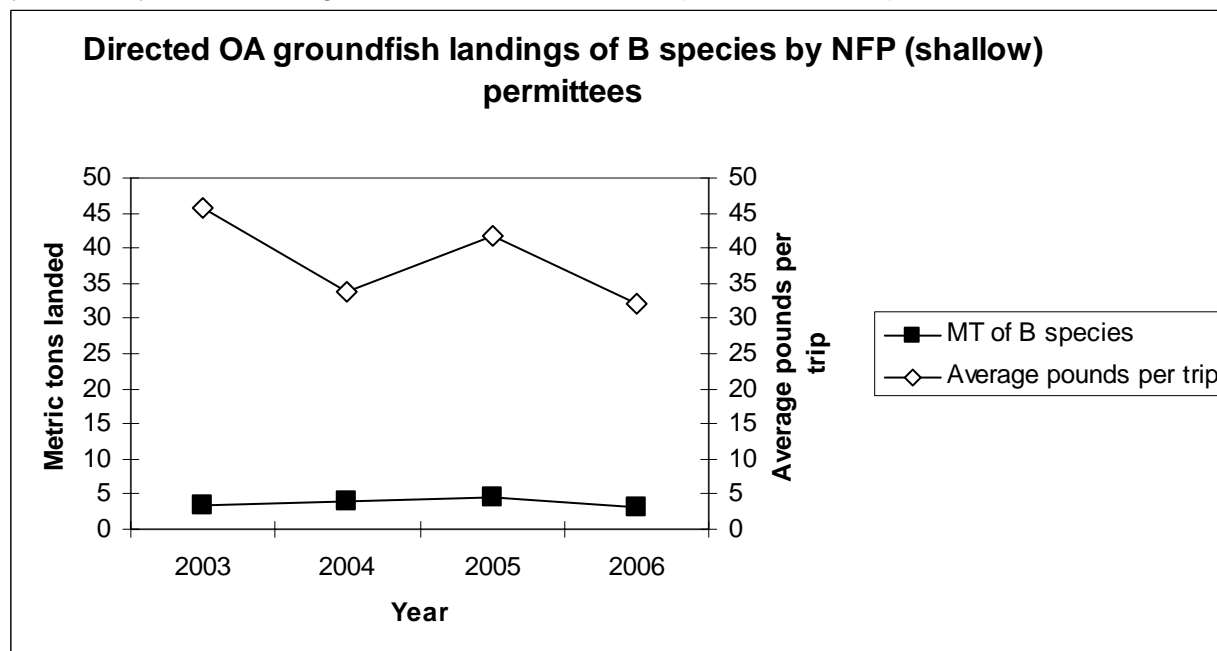 Directed OA groundfish landings of B species by NFP (shallow)
permittees
50
45
40
35
30
25
20
15
10
5
0
Metric tons landed
50
45
40
35
30
25
20
15
10
5
0
Average pounds per
trip
2003 2004 2005 2006
Year
MT of B species
Average pounds per trip